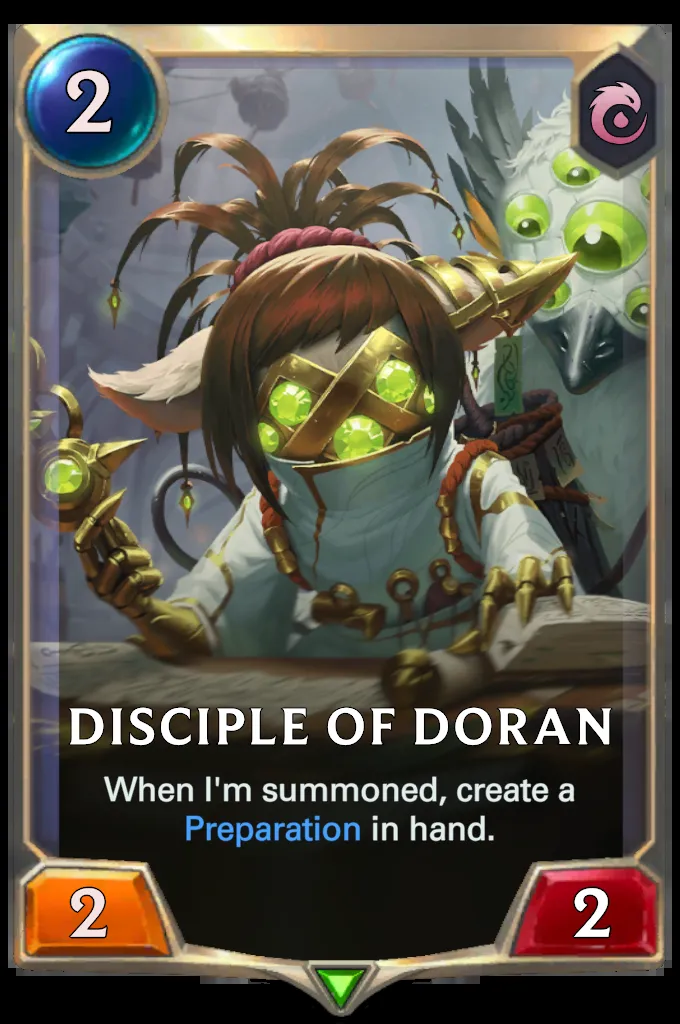 2
DISCIPLE OF DORAN
When I'm summoned, create a
Preparation in hand.
2
2